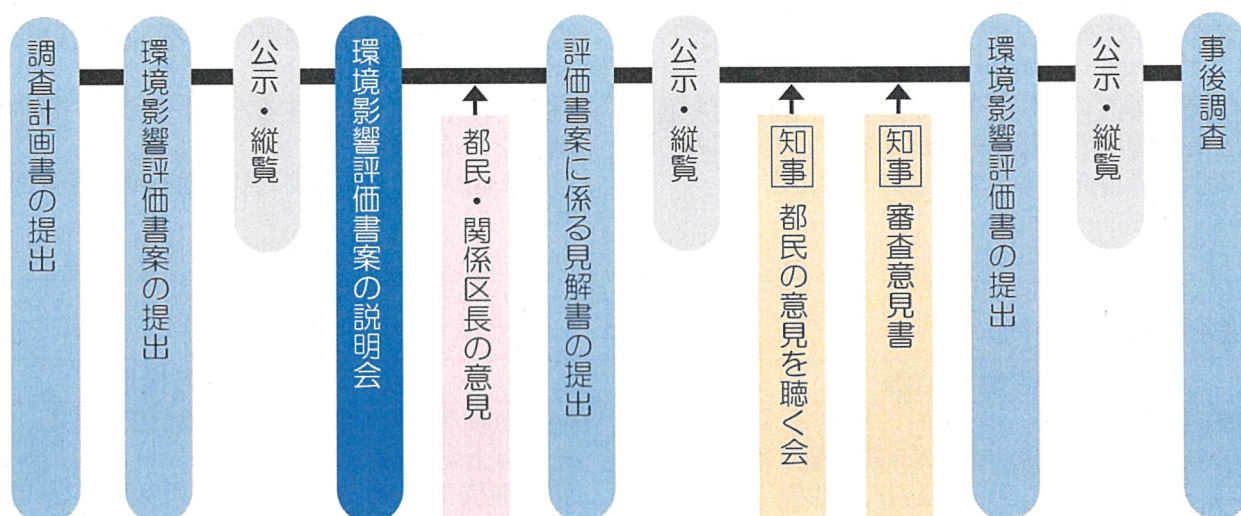 調査計画書の提出
環境影響評価書案の提出
公示・縦覧
環境影響評価書案の説明会
都民・関係区長の意見
評価書案に係る見解書の提出
公示・縦覧
知事 都民の意見を聴く会
知事 審査意見書
環境影響評価書の提出
公示・縦覧
事後調査